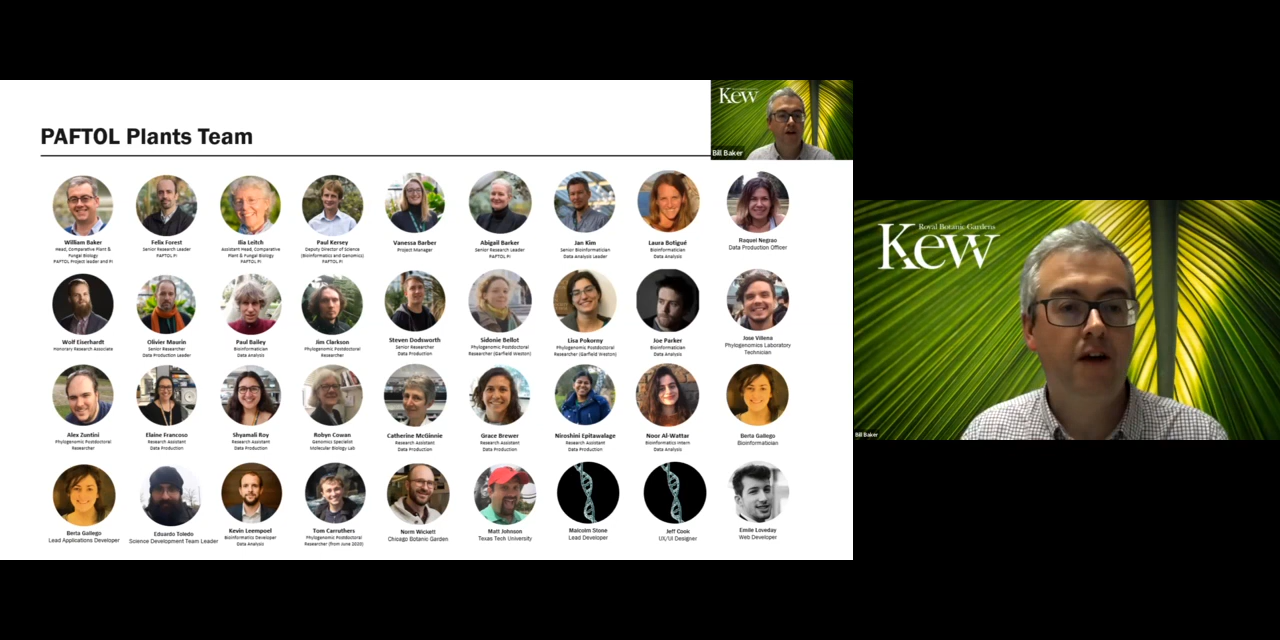 PAFTOL Plants Team
Kew
Bill Baker
William Baker
Head, Comparative Plant &
Fungal Biology
PAFTOL Project leader and PI
Felix Forest
Senior Research Leader
PAFTOL PI
Ilia Leitch
Assistant Head, Comparative
Plant & Fungal Biology
PAFTOL PI
Paul Kersey
Deputy Director of Science
(Bioinformatics and Genomics)
PAFTOL PI
Vanessa Barber
Project Manager
Abigail Barker
Senior Research Leader
PAFTOL PI
Jan Kim
Senior Bioinformatician
Data Analysis Leader
Laura Botigué
Bioinformatician
Data Analysis
Raquel Negrao
Data Production Officer
Wolf Eiserhardt
Honorary Research Associate
Olivier Maurin
Senior Researcher
Data Production Leader
Paul Bailey
Bioinformatician
Data Analysis
Jim Clarkson
Phylogenomic Postdoctoral
Researcher
Steven Dodsworth
Senior Researcher
Data Production
Sidonie Bellot
Phylogenomic Postdoctoral
Researcher (Garfield Weston)
Lisa Pokorny
Phylogenomic Postdoctoral
Researcher (Garfield Weston)
Joe Parker
Bioinformatician
Data Analysis
Jose Villena
Phylogenomics Laboratory
Technician
Alex Zuntini
Phylogenomic Postdoctoral
Researcher
Elaine Francoso
Research Assistant
Data Production
Shyamali Roy
Research Assistant
Data Production
Robyn Cowan
Genomics Specialist
Molecular Biology Lab
Catherine McGinnie
Research Assistant
Data Production
Grace Brewer
Research Assistant
Data Production
Niroshini Epitawalage
Research Assistant
Data Production
Noor Al-Wattar
Bioinformatics Intern
Data Analysis
Berta Gallego
Bioinformatician
Berta Gallego
Lead Applications Developer
Eduardo Toledo
Science Development Team Leader
Kevin Leempoel
Bioinformatics Developer
Data Analysis
Tom Carruthers
Phylogenomic Postdoctoral
Researcher (from June 2020)
Norm Wickett
Chicago Botanic Garden
Matt Johnson
Texas Tech University
Malcolm Stone
Lead Developer
Jeff Cook
UX/UI Designer
Emile Loveday
Web Developer
Royal Botanic Gardens
Kew
Bill Baker